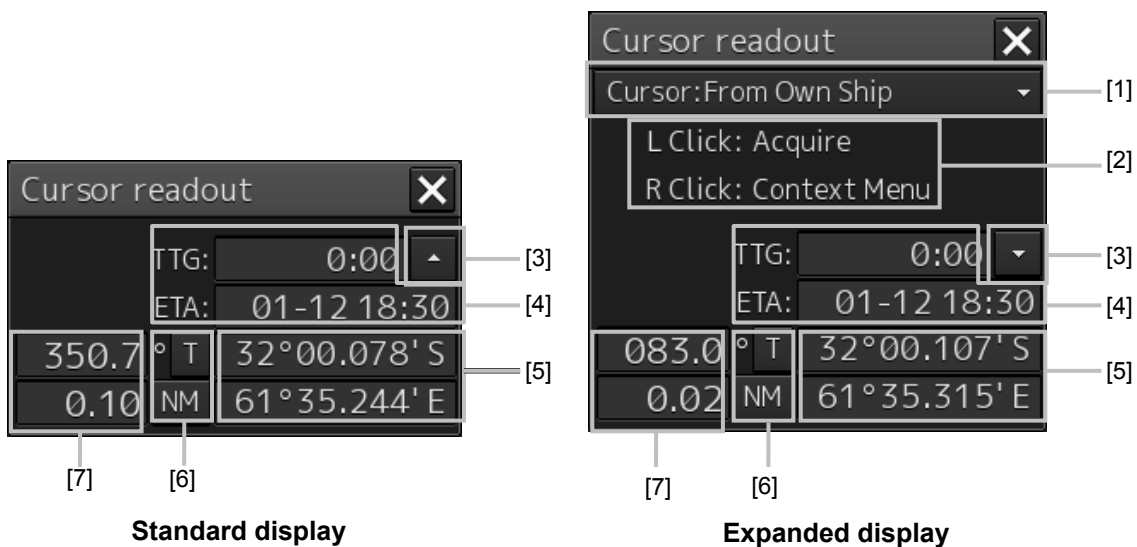 Cursor readout
TTG: 0:00
[3]
ETA: 01-12 18:30
[4]
350.7 ° T 32°00.078' S
0.10 NM 61°35.244' E
[5]
[7] [6]
Standard display
Cursor readout
Cursor:From Own Ship
[1]
L Click: Acquire
R Click: Context Menu
[2]
TTG: 0:00
[3]
ETA: 01-12 18:30
[4]
083.0 ° T 32°00.107' S
0.02 NM 61°35.315' E
[5]
[7] [6]
Expanded display